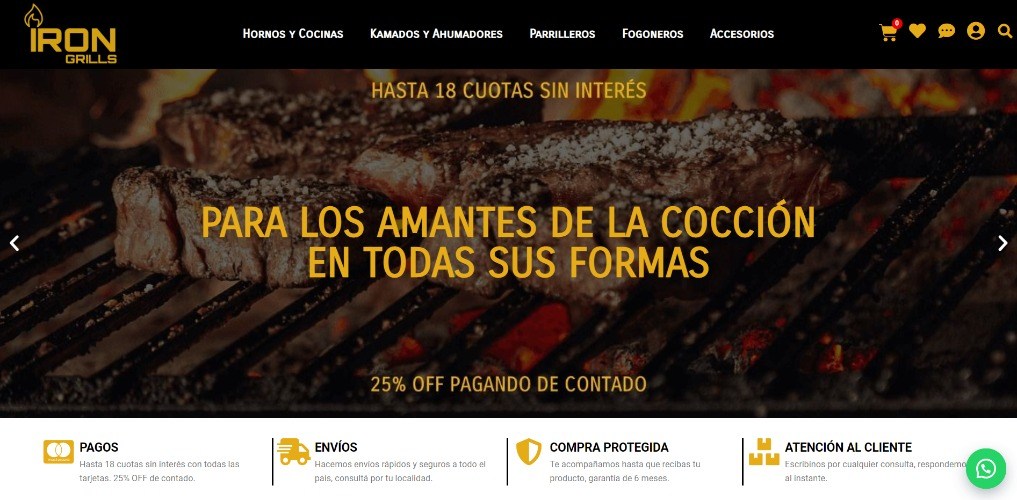 IRON
GRILLS
Hornos y Cocinas
Kamados y Ahumadores
Parrilleros
Fogoneros
Accesorios
0
HASTA 18 CUOTAS SIN INTERÉS
PARA LOS AMANTES DE LA COCCIÓN
EN TODAS SUS FORMAS
25% OFF PAGANDO DE CONTADO
PAGOS
Hasta 18 cuotas sin interés con todas las
tarjetas. 25% OFF de contado.
ENVÍOS
Hacemos envíos rápidos y seguros a todo el
país, consultá por tu localidad.
COMPRA PROTEGIDA
Te acompañamos hasta que recibas tu
producto, garantía de 6 meses.
ATENCIÓN AL CLIENTE
Escribinos por cualquier consulta, respondemo
al instante.